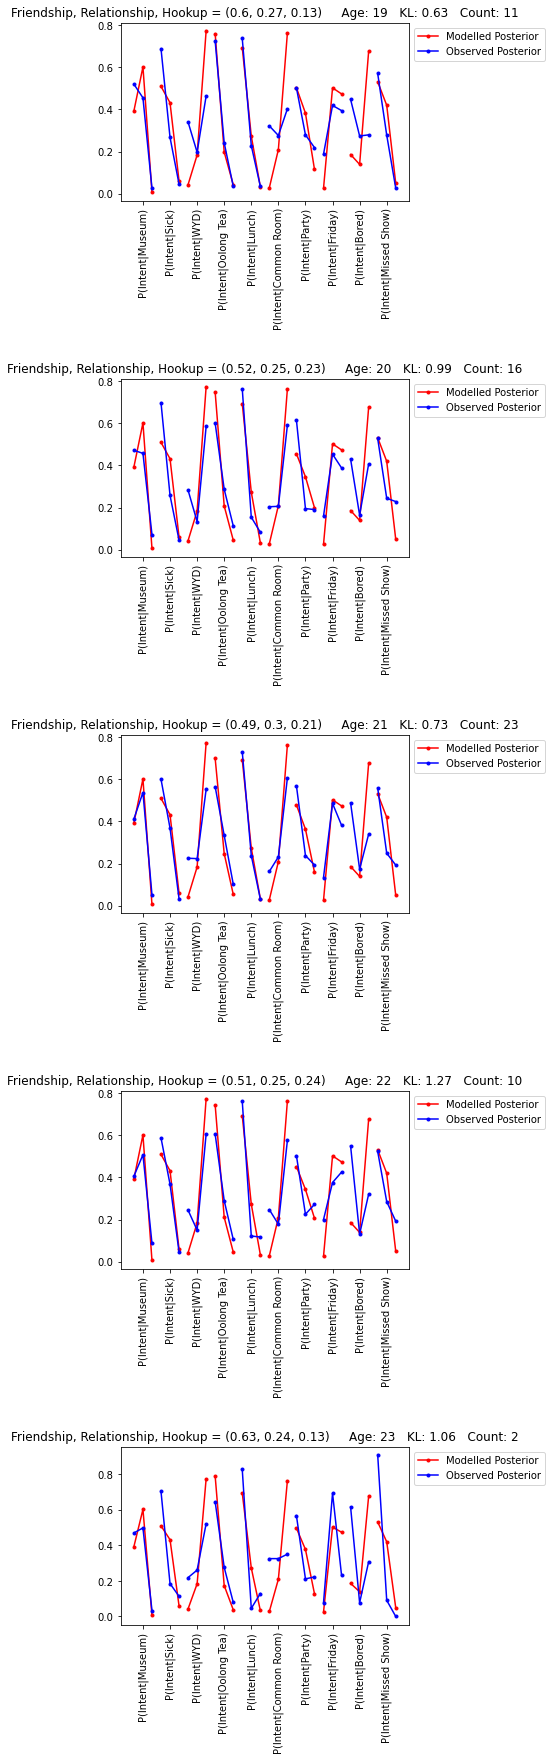 Friendship, Relationship, Hookup = (0.6, 0.27, 0.13) Age: 19 KL: 0.63 Count: 11
Modelled Posterior
Observed Posterior
0.8
0.6
0.4
0.2
0.0
P(Intent|Museum)
P(Intent|Sick)
P(Intent|WYD)
P(Intent|Oolong Tea)
P(Intent|Lunch)
P(Intent|Common Room)
P(Intent|Party)
P(Intent|Friday)
P(Intent|Bored)
P(Intent|Missed Show)
Friendship, Relationship, Hookup = (0.52, 0.25, 0.23) Age: 20 KL: 0.99 Count: 16
Modelled Posterior
Observed Posterior
0.8
0.6
0.4
0.2
0.0
P(Intent|Museum)
P(Intent|Sick)
P(Intent|WYD)
P(Intent|Oolong Tea)
P(Intent|Lunch)
P(Intent|Common Room)
P(Intent|Party)
P(Intent|Friday)
P(Intent|Bored)
P(Intent|Missed Show)
Friendship, Relationship, Hookup = (0.49, 0.3, 0.21) Age: 21 KL: 0.73 Count: 23
Modelled Posterior
Observed Posterior
0.8
0.6
0.4
0.2
0.0
P(Intent|Museum)
P(Intent|Sick)
P(Intent|WYD)
P(Intent|Oolong Tea)
P(Intent|Lunch)
P(Intent|Common Room)
P(Intent|Party)
P(Intent|Friday)
P(Intent|Bored)
P(Intent|Missed Show)
Friendship, Relationship, Hookup = (0.51, 0.25, 0.24) Age: 22 KL: 1.27 Count: 10
Modelled Posterior
Observed Posterior
0.8
0.6
0.4
0.2
0.0
P(Intent|Museum)
P(Intent|Sick)
P(Intent|WYD)
P(Intent|Oolong Tea)
P(Intent|Lunch)
P(Intent|Common Room)
P(Intent|Party)
P(Intent|Friday)
P(Intent|Bored)
P(Intent|Missed Show)
Friendship, Relationship, Hookup = (0.63, 0.24, 0.13) Age: 23 KL: 1.06 Count: 2
Modelled Posterior
Observed Posterior
0.8
0.6
0.4
0.2
0.0
P(Intent|Museum)
P(Intent|Sick)
P(Intent|WYD)
P(Intent|Oolong Tea)
P(Intent|Lunch)
P(Intent|Common Room)
P(Intent|Party)
P(Intent|Friday)
P(Intent|Bored)
P(Intent|Missed Show)